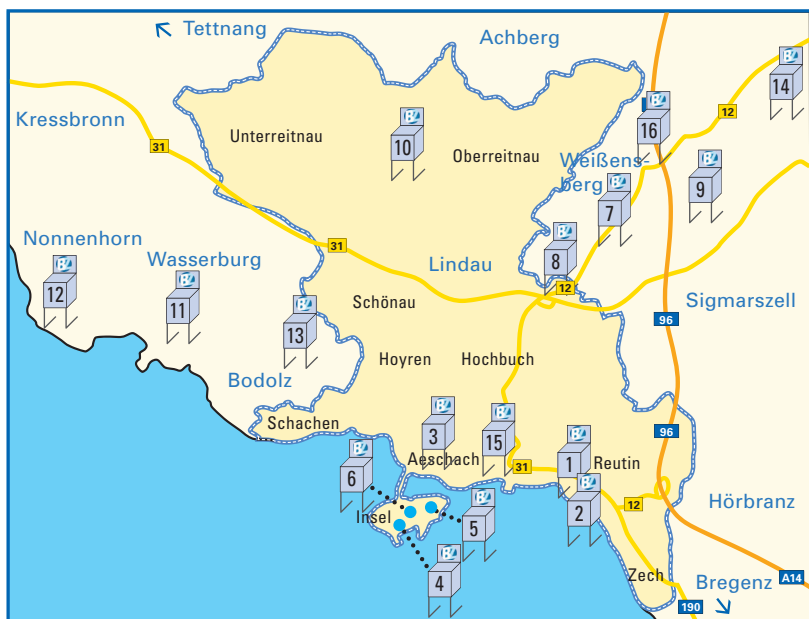 Tettnang
Achberg
14
Kressbronn
12
16
31
Unterreitnau
10
Oberreitnau
Weißens-
berg
9
7
Nonnenhorn
31
8
Wasserburg
Lindau
12
12
11
Schönau
13
Sigmarszell
96
Hoyren
Hochbuch
Bodolz
Schachen
3
15
96
Aeschach
31
1
Reutin
6
12
Hörbranz
Insel
5
2
4
Zech
A14
Bregenz
190